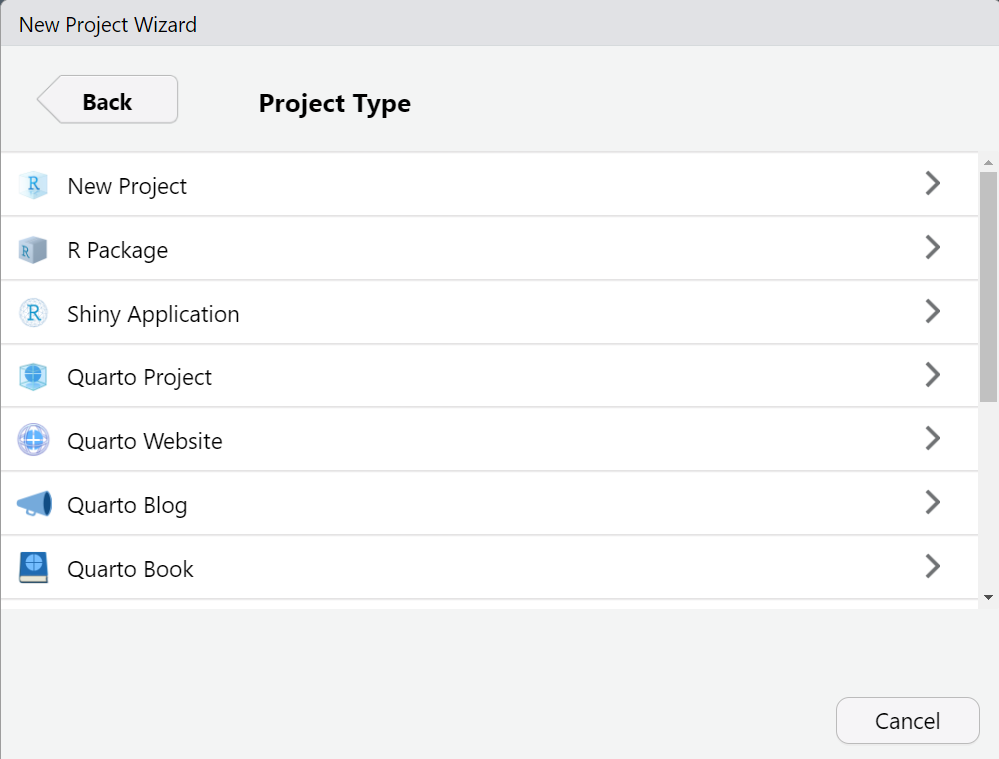 New Project Wizard
Back
Project Type
R New Project
R R Package
R Shiny Application
Quarto Project
Quarto Website
Quarto Blog
Quarto Book
Cancel